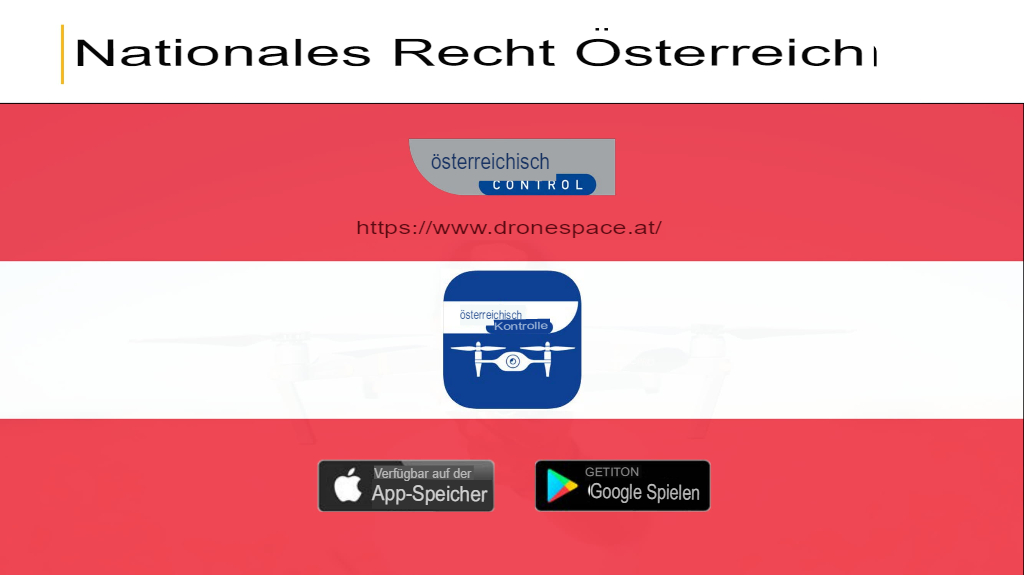 Nationales Recht Österreich
österreichisch
CONTROL
https://www.dronespace.at/
österreichisch
Kontrolle
Verfügbar auf der
App-Speicher
GETITON
Google Spielen